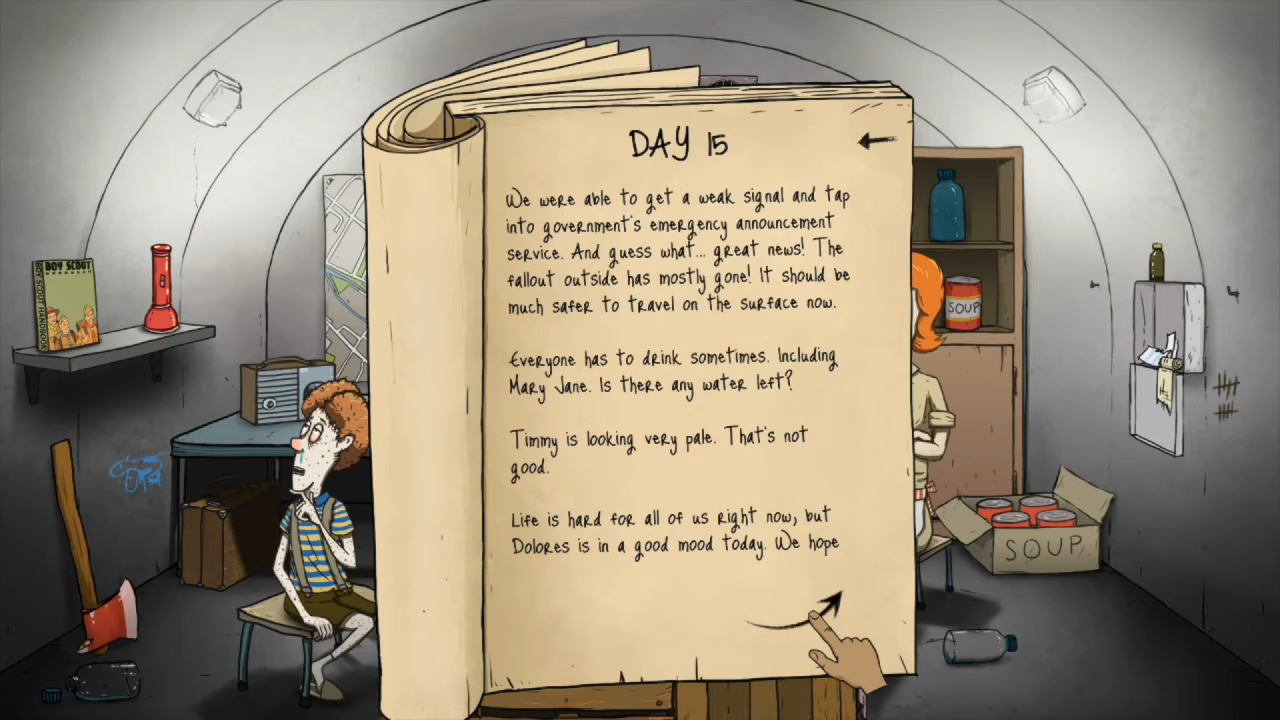 DAY 15
We were able to get a weak signal and tap
into government's emergency announcement
service. And guess what... great news! The
fallout outside has mostly gone! It should be
much safer to travel on the surface now.
Everyone has to drink sometimes. Including
Mary Jane. Is there any water left?
Timmy is looking very pale. That's not
good.
Life is hard for all of us right now, but
Dolores is in a good mood today. We hope
BOY SCOUT
BOY SCOUT HANDBOOK
SOUP
SOUP